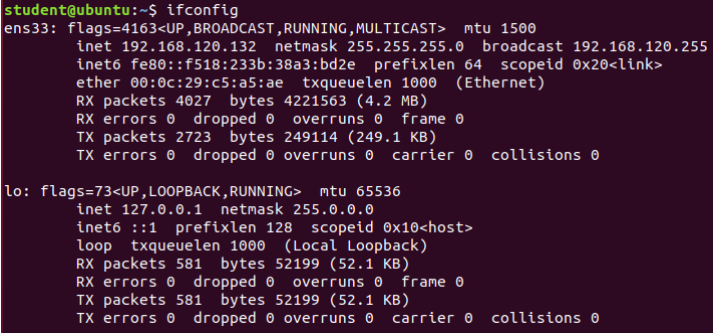 student@ubuntu:~$ ifconfig
ens33: flags=4163<UP,BROADCAST,RUNNING,MULTICAST>  mtu 1500
        inet 192.168.120.132  netmask 255.255.255.0  broadcast 192.168.120.255
        inet6 fe80::f518:233b:38a3:bd2e  prefixlen 64  scopeid 0x20<link>
        ether 00:0c:29:c5:a5:ae  txqueuelen 1000  (Ethernet)
        RX packets 4027  bytes 4221563 (4.2 MB)
        RX errors 0  dropped 0  overruns 0  frame 0
        TX packets 2723  bytes 249114 (249.1 KB)
        TX errors 0  dropped 0 overruns 0  carrier 0  collisions 0

lo: flags=73<UP,LOOPBACK,RUNNING>  mtu 65536
        inet 127.0.0.1  netmask 255.0.0.0
        inet6 ::1  prefixlen 128  scopeid 0x10<host>
        loop  txqueuelen 1000  (Local Loopback)
        RX packets 581  bytes 52199 (52.1 KB)
        RX errors 0  dropped 0  overruns 0  frame 0
        TX packets 581  bytes 52199 (52.1 KB)
        TX errors 0  dropped 0 overruns 0  carrier 0  collisions 0